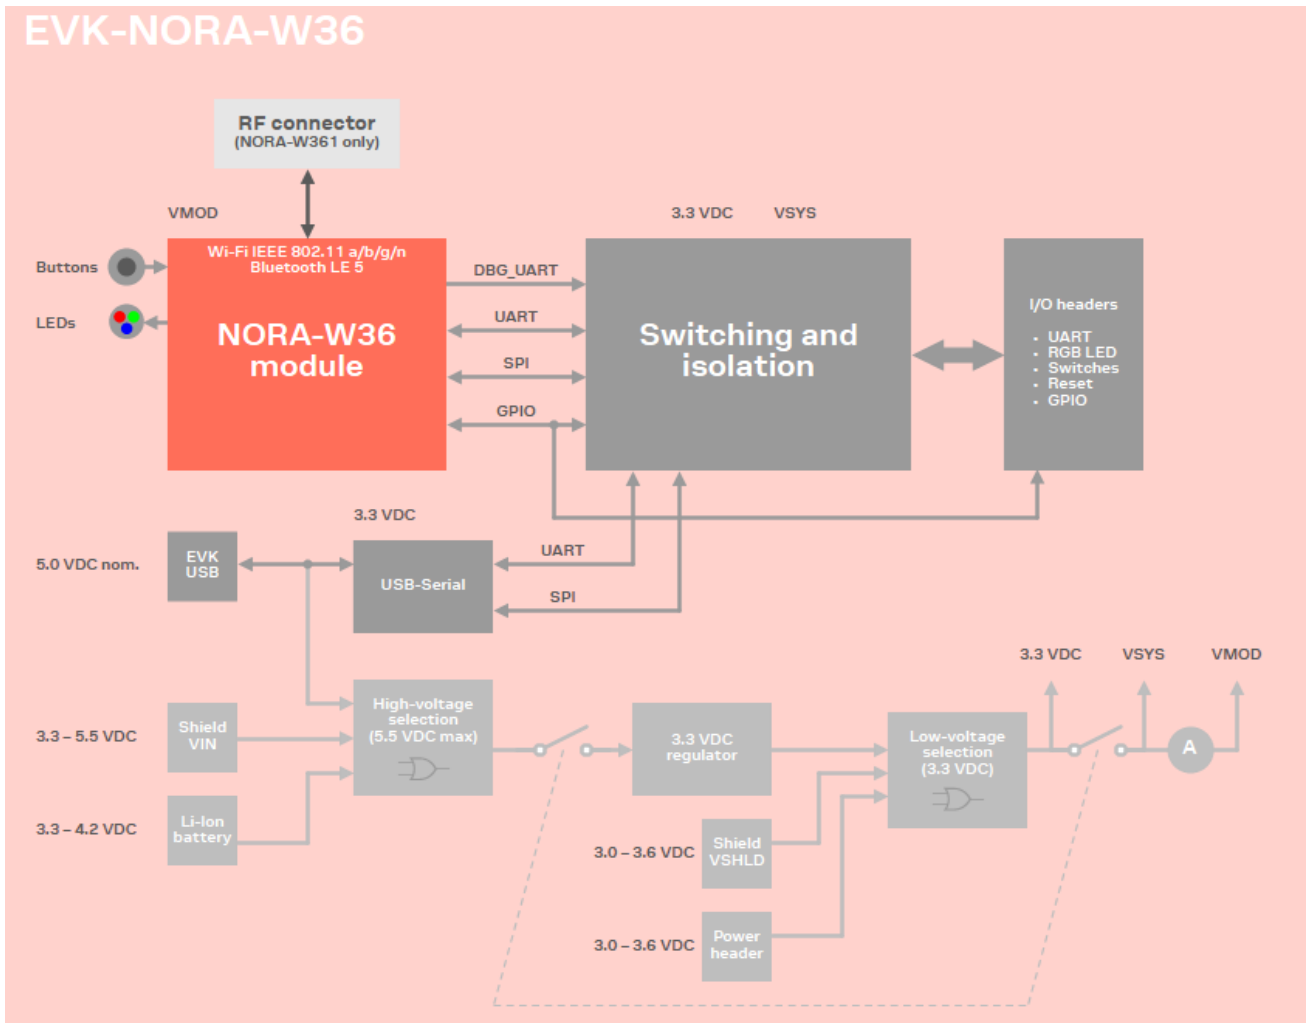 EVK-NORA-W36
RF connector
(NORA-W361 only)
VMOD
3.3 VDC
VSYS
Wi-Fi IEEE 802.11 a/b/g/n
Bluetooth LE 5
Buttons
LEDs
NORA-W36
module
DBG_UART
UART
SPI
GPIO
Switching and
isolation
I/O headers
• UART
• RGB LED
• Switches
• Reset
• GPIO
3.3 VDC
5.0 VDC nom.
EVK
USB
USB-Serial
UART
SPI
3.3 VDC
VSYS
VMOD
3.3 – 5.5 VDC
Shield
VIN
High-voltage
selection
(5.5 VDC max)
3.3 VDC
regulator
Low-voltage
selection
(3.3 VDC)
A
3.3 – 4.2 VDC
Li-Ion
battery
3.0 – 3.6 VDC
Shield
VSHLD
3.0 – 3.6 VDC
Power
header